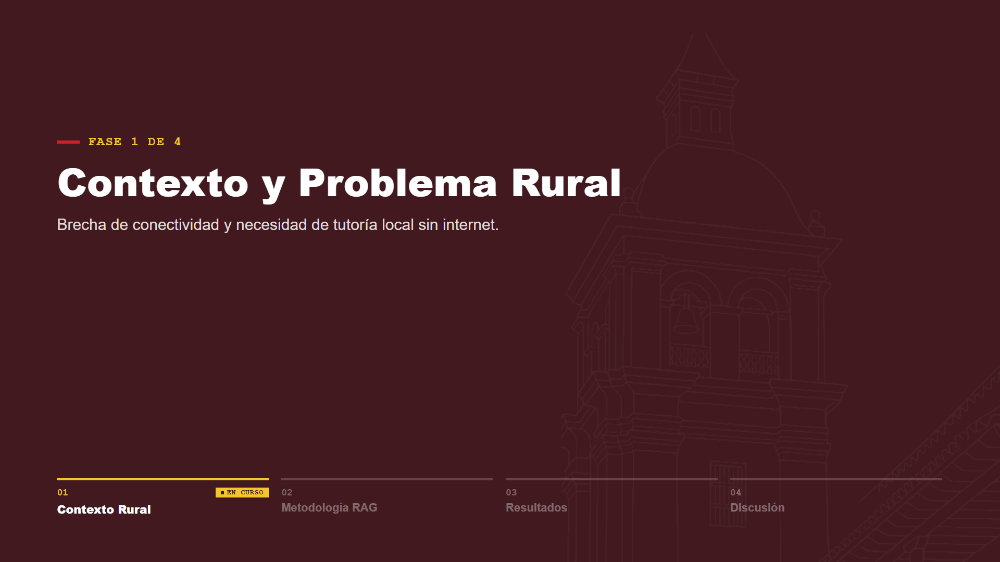 FASE 1 DE 4
Contexto y Problema Rural
Brecha de conectividad y necesidad de tutoría local sin internet.
01
EN CURSO
Contexto Rural
02
Metodología RAG
03
Resultados
04
Discusión